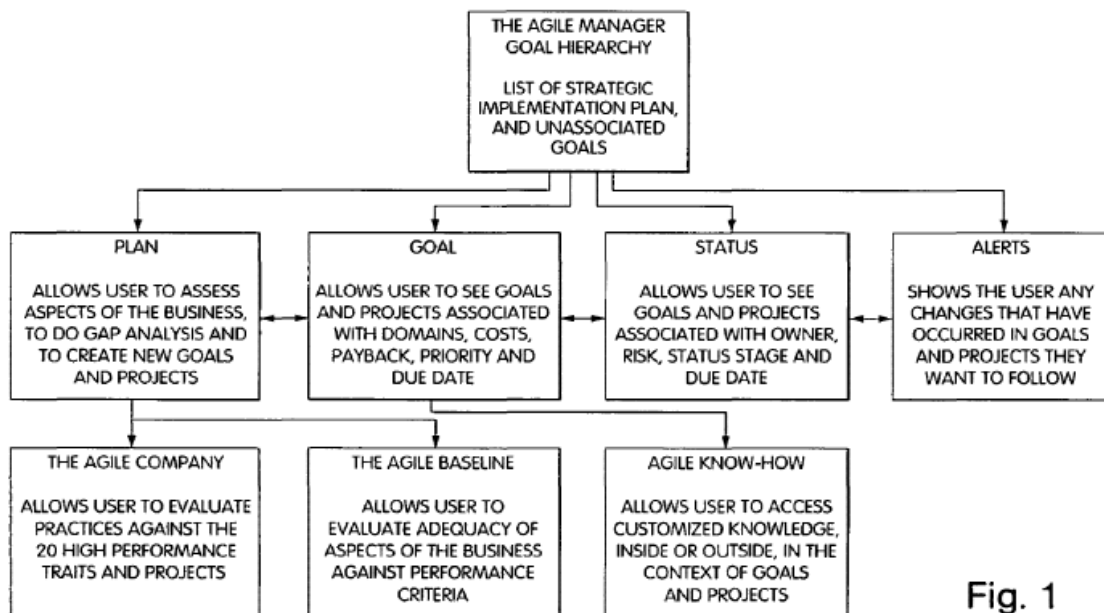 THE AGILE MANAGER
GOAL HIERARCHY
LIST OF STRATEGIC
IMPLEMENTATION PLAN,
AND UNASSOCIATED
GOALS
PLAN
ALLOWS USER TO ASSESS
ASPECTS OF THE BUSINESS,
TO DO GAP ANALYSIS AND
TO CREATE NEW GOALS
AND PROJECTS
GOAL
ALLOWS USER TO SEE GOALS
AND PROJECTS ASSOCIATED
WITH DOMAINS, COSTS,
PAYBACK, PRIORITY AND
DUE DATE
STATUS
ALLOWS USER TO SEE
GOALS AND PROJECTS
ASSOCIATED WITH OWNER,
RISK, STATUS STAGE AND
DUE DATE
ALERTS
SHOWS THE USER ANY
CHANGES THAT HAVE
OCCURRED IN GOALS
AND PROJECTS THEY
WANT TO FOLLOW
THE AGILE COMPANY
ALLOWS USER TO EVALUATE
PRACTICES AGAINST THE
20 HIGH PERFORMANCE
TRAITS AND PROJECTS
THE AGILE BASELINE
ALLOWS USER TO
EVALUATE ADEQUACY OF
ASPECTS OF THE BUSINESS
AGAINST PERFORMANCE
CRITERIA
AGILE KNOW-HOW
ALLOWS USER TO ACCESS
CUSTOMIZED KNOWLEDGE,
INSIDE OR OUTSIDE, IN THE
CONTEXT OF GOALS
AND PROJECTS
Fig. 1